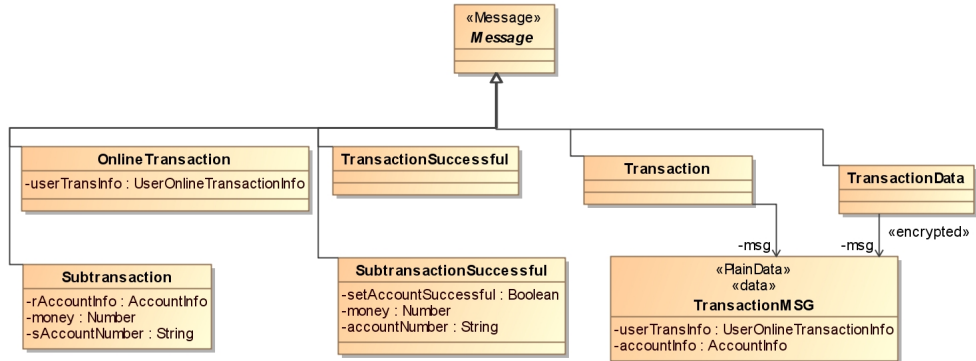 «Message»
Message
OnlineTransaction
-userTransInfo : UserOnlineTransactionInfo
TransactionSuccessful
Transaction
TransactionData
-msg
-msg
«encrypted»
Subtransaction
-rAccountInfo : AccountInfo
-money : Number
-sAccountNumber : String
SubtransactionSuccessful
-setAccountSuccessful : Boolean
-money : Number
-accountNumber : String
«PlainData»
«data»
TransactionMSG
-userTransInfo : UserOnlineTransactionInfo
-accountInfo : AccountInfo